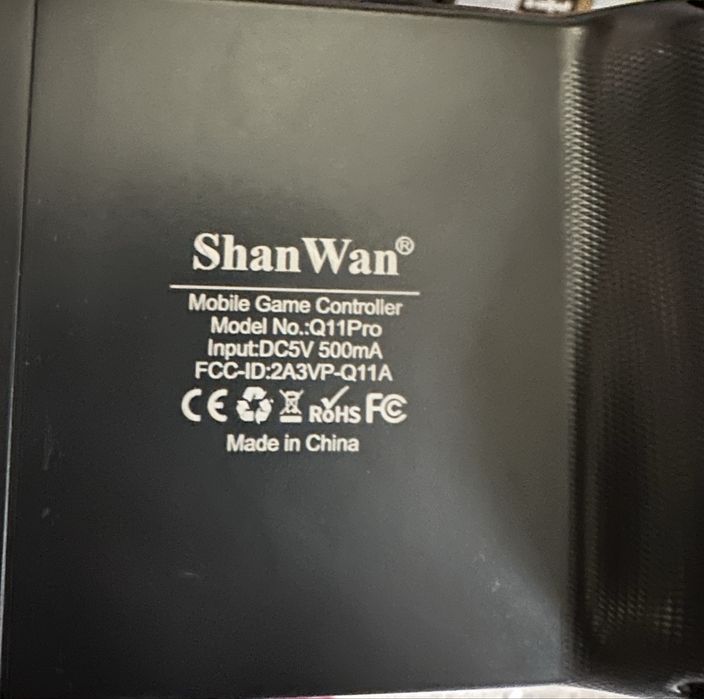 ShanWan®
Mobile Game Controller
Model No.:Q11Pro
Input:DC5V 500mA
FCC-ID:2A3VP-Q11A
CE RoHS FC
Made in China